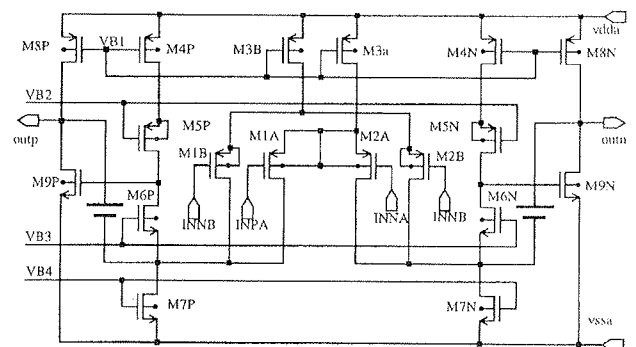 vdda
M8P VB1 M4P M3B M3a M4N M8N
VB2
outp M5P M1A M2A M5N outn
M1B M2B
M9P M9N
M6P M6N
INNB INPA INNA INNB
VB3
VB4
M7P M7N
vssa